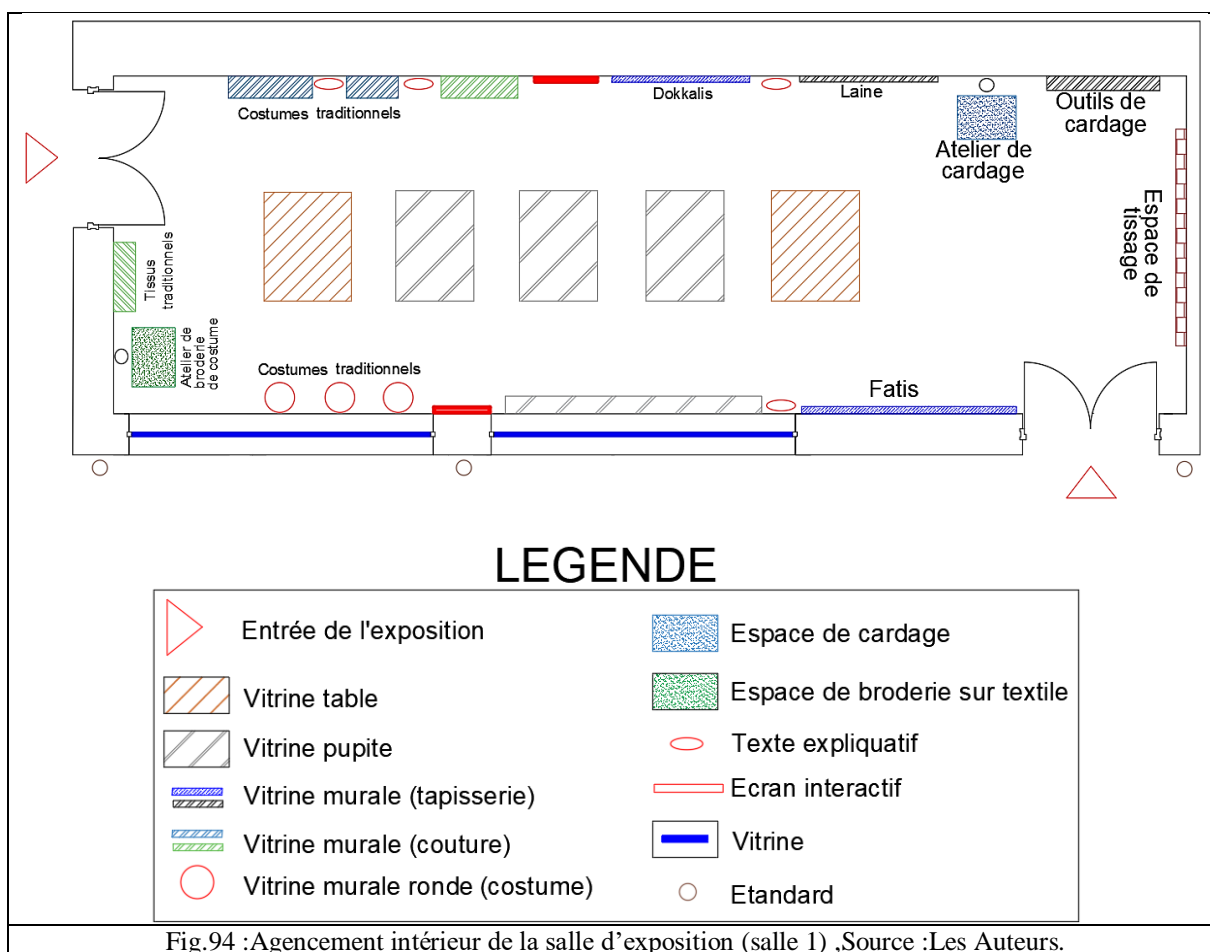 Costumes traditionnels
Dokkalis
Laine
Outils de
cardage
Atelier de
cardage
Espace de
tissage
Tissus
traditionnels
Atelier de
broderie
de costume
Costumes traditionnels
Fatis
LEGENDE
Entrée de l'exposition
Vitrine table
Vitrine pupite
Vitrine murale (tapisserie)
Vitrine murale (couture)
Vitrine murale ronde (costume)
Espace de cardage
Espace de broderie sur textile
Texte expliquatif
Ecran interactif
Vitrine
Etandard
Fig.94 :Agencement intérieur de la salle d'exposition (salle 1) ,Source :Les Auteurs.